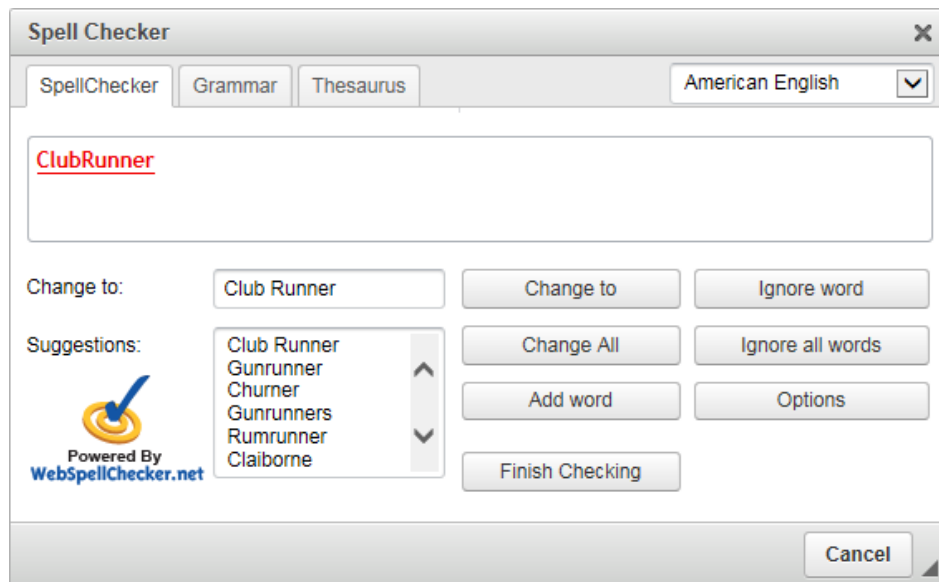 Spell Checker
SpellChecker
Grammar
Thesaurus
American English
ClubRunner
Change to:
Club Runner
Change to
Ignore word
Suggestions:
Club Runner
Gunrunner
Churner
Gunrunners
Rumrunner
Claiborne
Change All
Ignore all words
Add word
Options
Powered By
WebSpellChecker.net
Finish Checking
Cancel